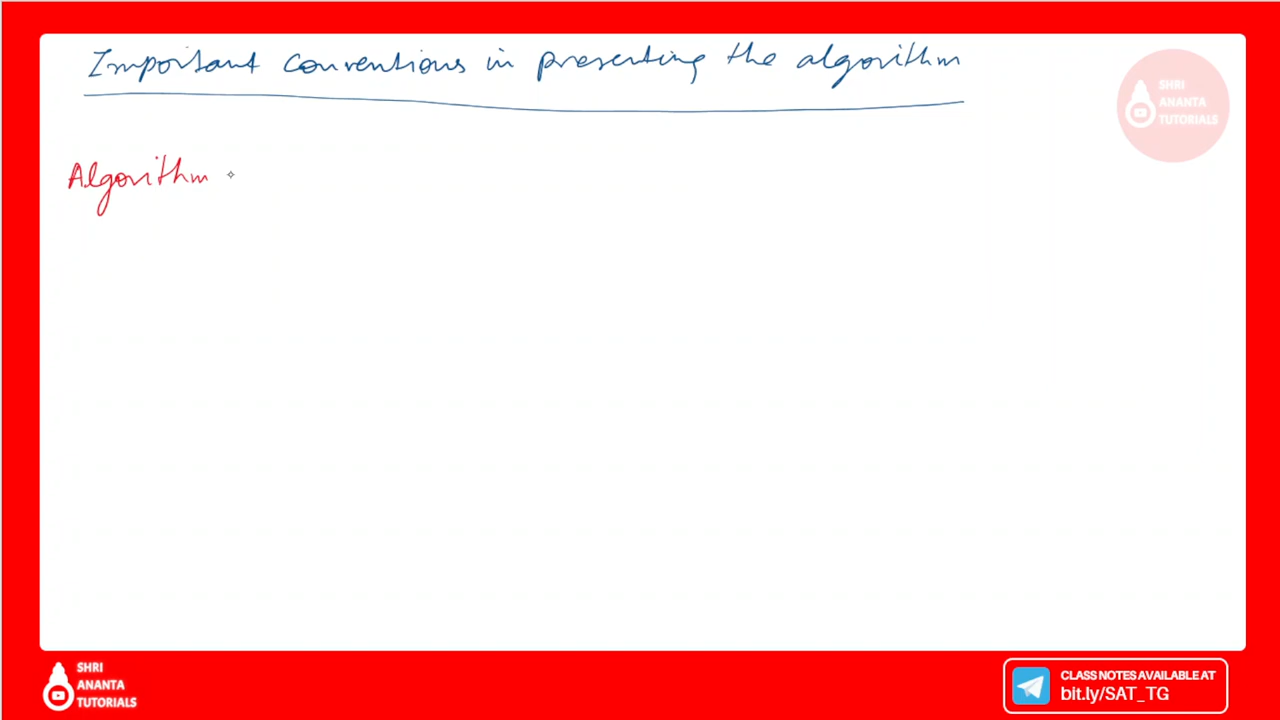 Important conventions in presenting the algorithm
SHRI
ANANTA
TUTORIALS
Algorithm
SHRI
ANANTA
TUTORIALS
CLASS NOTES AVAILABLE AT
bit.ly/SAT_TG